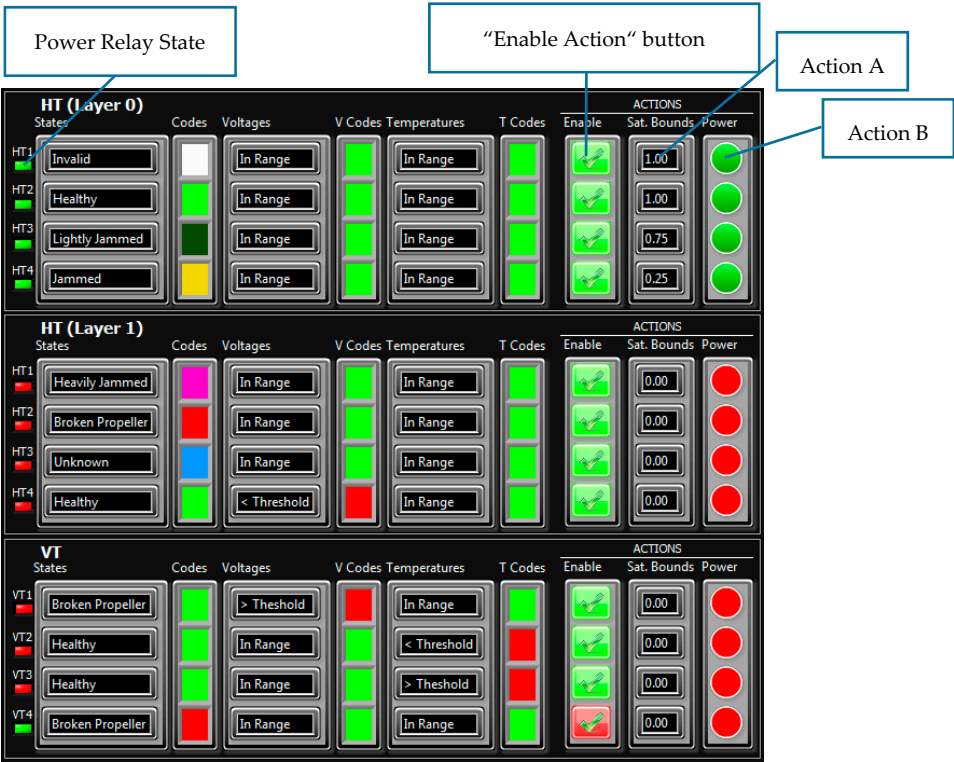 Power Relay State
“Enable Action“ button
Action A
Action B
HT (Layer 0)
ACTIONS
States Codes Voltages V Codes Temperatures T Codes Enable Sat. Bounds Power
HT1 Invalid In Range In Range 1.00
HT2 Healthy In Range In Range 1.00
HT3 Lightly Jammed In Range In Range 0.75
HT4 Jammed In Range In Range 0.25
HT (Layer 1)
ACTIONS
States Codes Voltages V Codes Temperatures T Codes Enable Sat. Bounds Power
HT1 Heavily Jammed In Range In Range 0.00
HT2 Broken Propeller In Range In Range 0.00
HT3 Unknown In Range In Range 0.00
HT4 Healthy < Threshold In Range 0.00
VT
ACTIONS
States Codes Voltages V Codes Temperatures T Codes Enable Sat. Bounds Power
VT1 Broken Propeller > Theshold In Range 0.00
VT2 Healthy In Range < Threshold 0.00
VT3 Healthy In Range > Theshold 0.00
VT4 Broken Propeller In Range In Range 0.00